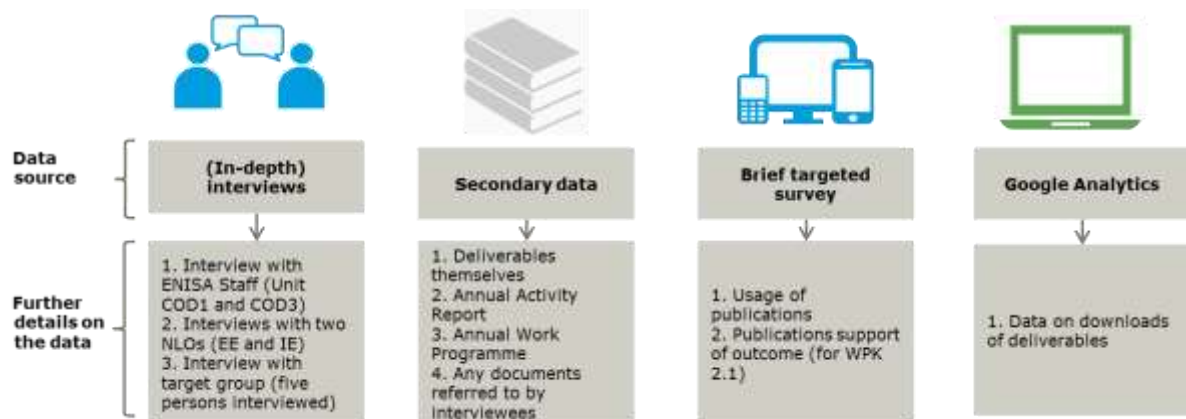 Data
source
(In-depth)
interviews
Secondary data
Brief targeted
survey
Google Analytics
Further
details on
the data
1. Interview with
ENISA Staff (Unit
COD1 and COD3)
2. Interviews with two
NLOs (EE and IE)
3. Interview with
target group (five
persons interviewed)
1. Deliverables
themselves
2. Annual Activity
Report
3. Annual Work
Programme
4. Any documents
referred to by
interviewees
1. Usage of
publications
2. Publications support
of outcome (for WPK
2.1)
1. Data on downloads
of deliverables